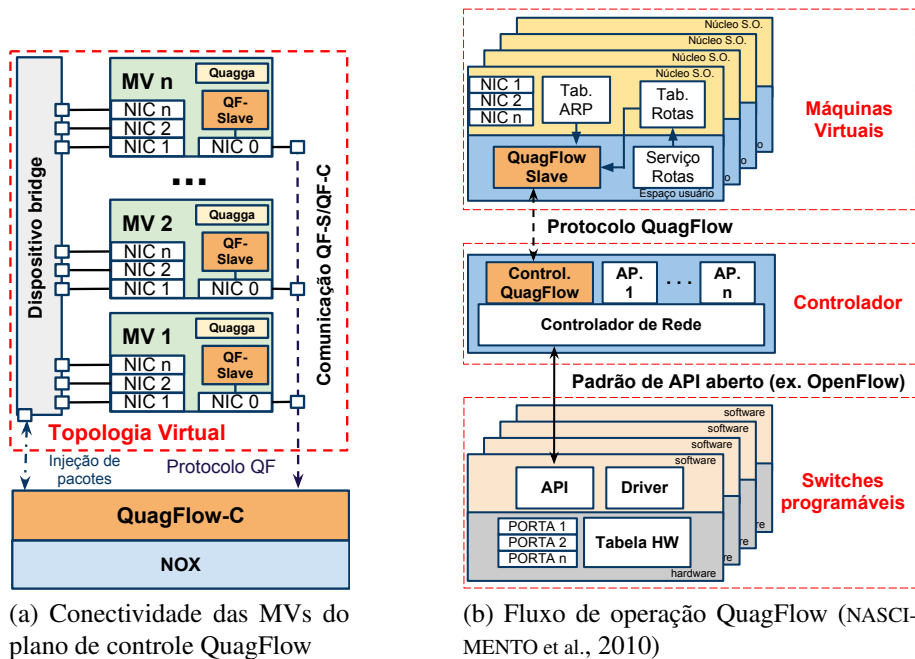 Dispositivo bridge
MV n
Quagga
QF-
Slave
NIC n
NIC 2
NIC 1
NIC 0
...
MV 2
Quagga
QF-
Slave
NIC n
NIC 2
NIC 1
NIC 0
MV 1
Quagga
QF-
Slave
NIC n
NIC 2
NIC 1
NIC 0
Comunicação QF-S/QF-C
Topologia Virtual
Injeção de
pacotes
Protocolo QF
QuagFlow-C
NOX
(a) Conectividade das MVs do
plano de controle QuagFlow
Núcleo S.O.
Núcleo S.O.
Núcleo S.O.
Núcleo S.O.
NIC 1
NIC 2
NIC n
Tab.
ARP
Tab.
Rotas
QuagFlow
Slave
Serviço
Rotas
Espaço usuário
o
o
o
Máquinas
Virtuais
Protocolo QuagFlow
Control.
QuagFlow
AP.
1
. . .
AP.
n
Controlador de Rede
Controlador
Padrão de API aberto (ex. OpenFlow)
software
software
software
software
API
Driver
PORTA 1
PORTA 2
PORTA n
Tabela HW
hardware
re
re
re
Switches
programáveis
(b) Fluxo de operação QuagFlow (NASCI-
MENTO et al., 2010)